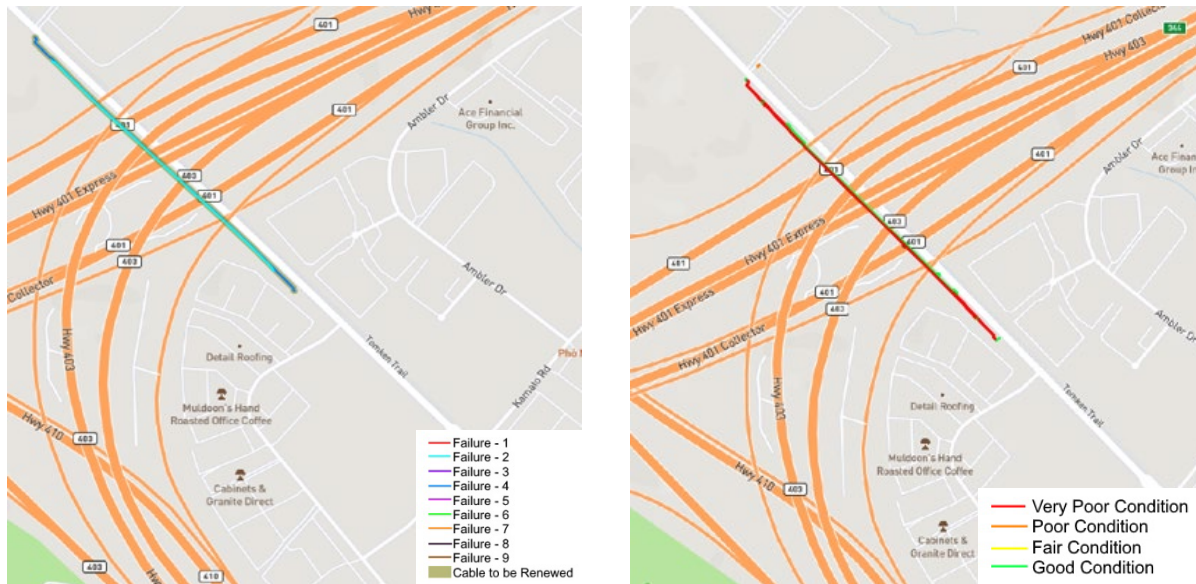 Hwy 401
401
401
401
Ambler Dr
Ace Financial
Group Inc.
403
401
Hwy 401 Express
401
403
Collector
Ambler Dr
Hwy 403
Tomken Trail
Detail Roofing
Kamato Rd
Muldoon's Hand
Roasted Office Coffee
Hwy 410
403
Cabinets &
Granite Direct
403
410
Failure - 1
Failure - 2
Failure - 3
Failure - 4
Failure - 5
Failure - 6
Failure - 7
Failure - 8
Failure - 9
Cable to be Renewed
Hwy 401 Collector
Hwy 403
401
401
401
Ambler Dr
Ace Fina
Group In
403
401
Hwy 401 Express
401
401
403
Hwy 401 Express
Hwy 401 Collector
Ambler Dr
Hwy 403
Tomken Trail
Detail Roofing
Muldoon's Hand
Roasted Office Coffee
Hwy 410
403
Cabinets &
Granite Direct
Very Poor Condition
Poor Condition
Fair Condition
Good Condition